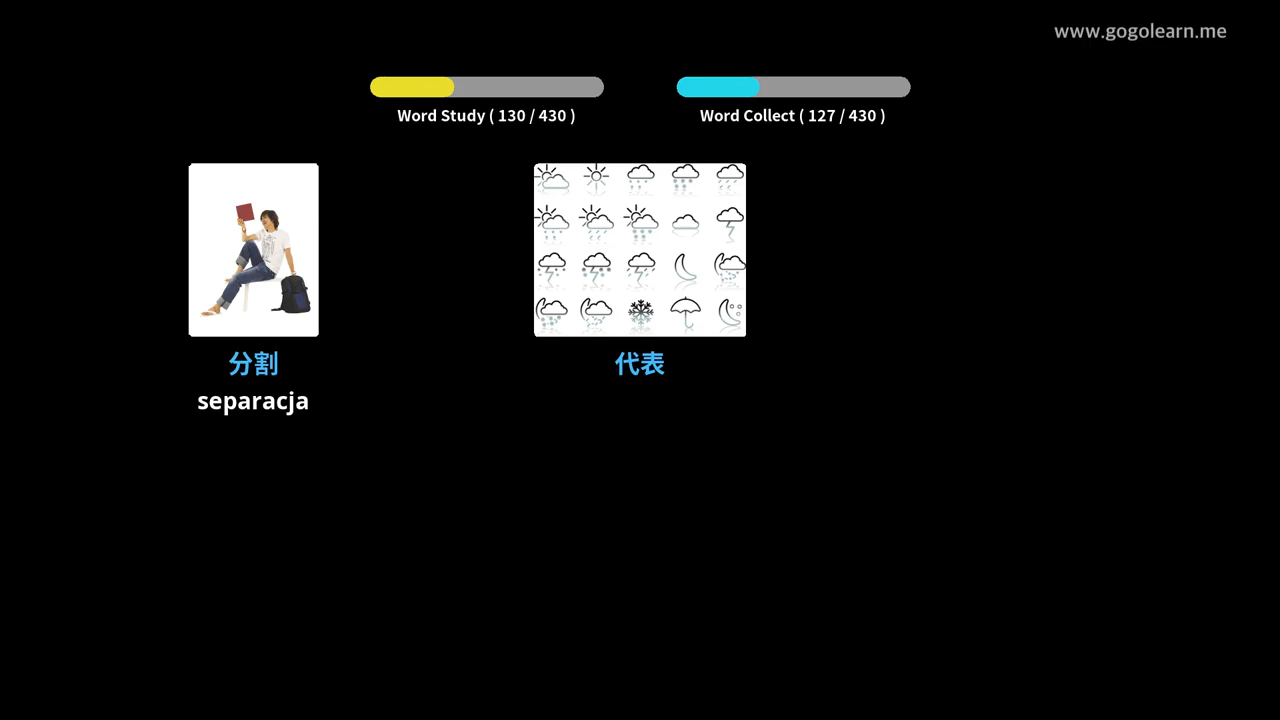 www.gogolearn.me
Word Study ( 130 / 430 )
Word Collect ( 127 / 430 )
分割
separacja
代表